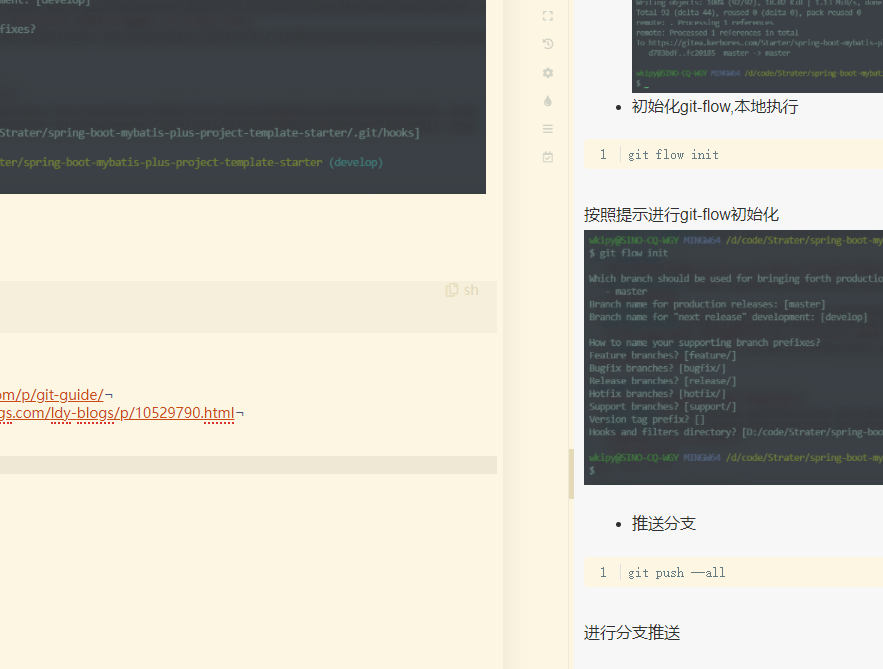 ment: [develop]
fixes?
Strater/spring-boot-mybatis-plus-project-template-starter/.git/hooks]
ter/spring-boot-mybatis-plus-project-template-starter (develop)
sh
om/p/git-guide/¬
gs.com/ldy-blogs/p/10529790.html¬
Writing objects: 100% (92/92), 18.02 KiB | 1.13 MiB/s, done
Total 92 (delta 44), reused 0 (delta 0), pack reused 0
remote: . Processing 1 references
remote: Processed 1 references in total
To https://gitea.kerbores.com/Starter/spring-boot-mybatis-p
d783bdf..fc20185 master -> master
wkipy@SINO-CQ-WGY MINGW64 /d/code/Strater/spring-boot-mybat
$ _
• 初始化git-flow,本地执行
1 git flow init
按照提示进行git-flow初始化
wkipy@SINO-CQ-WGY MINGW64 /d/code/Strater/spring-boot-my
$ git flow init
Which branch should be used for bringing forth productio
- master
Branch name for production releases: [master]
Branch name for "next release" development: [develop]
How to name your supporting branch prefixes?
Feature branches? [feature/]
Bugfix branches? [bugfix/]
Release branches? [release/]
Hotfix branches? [hotfix/]
Support branches? [support/]
Version tag prefix? []
Hooks and filters directory? [D:/code/Strater/spring-boo
wkipy@SINO-CQ-WGY MINGW64 /d/code/Strater/spring-boot-my
$
• 推送分支
1 git push —all
进行分支推送